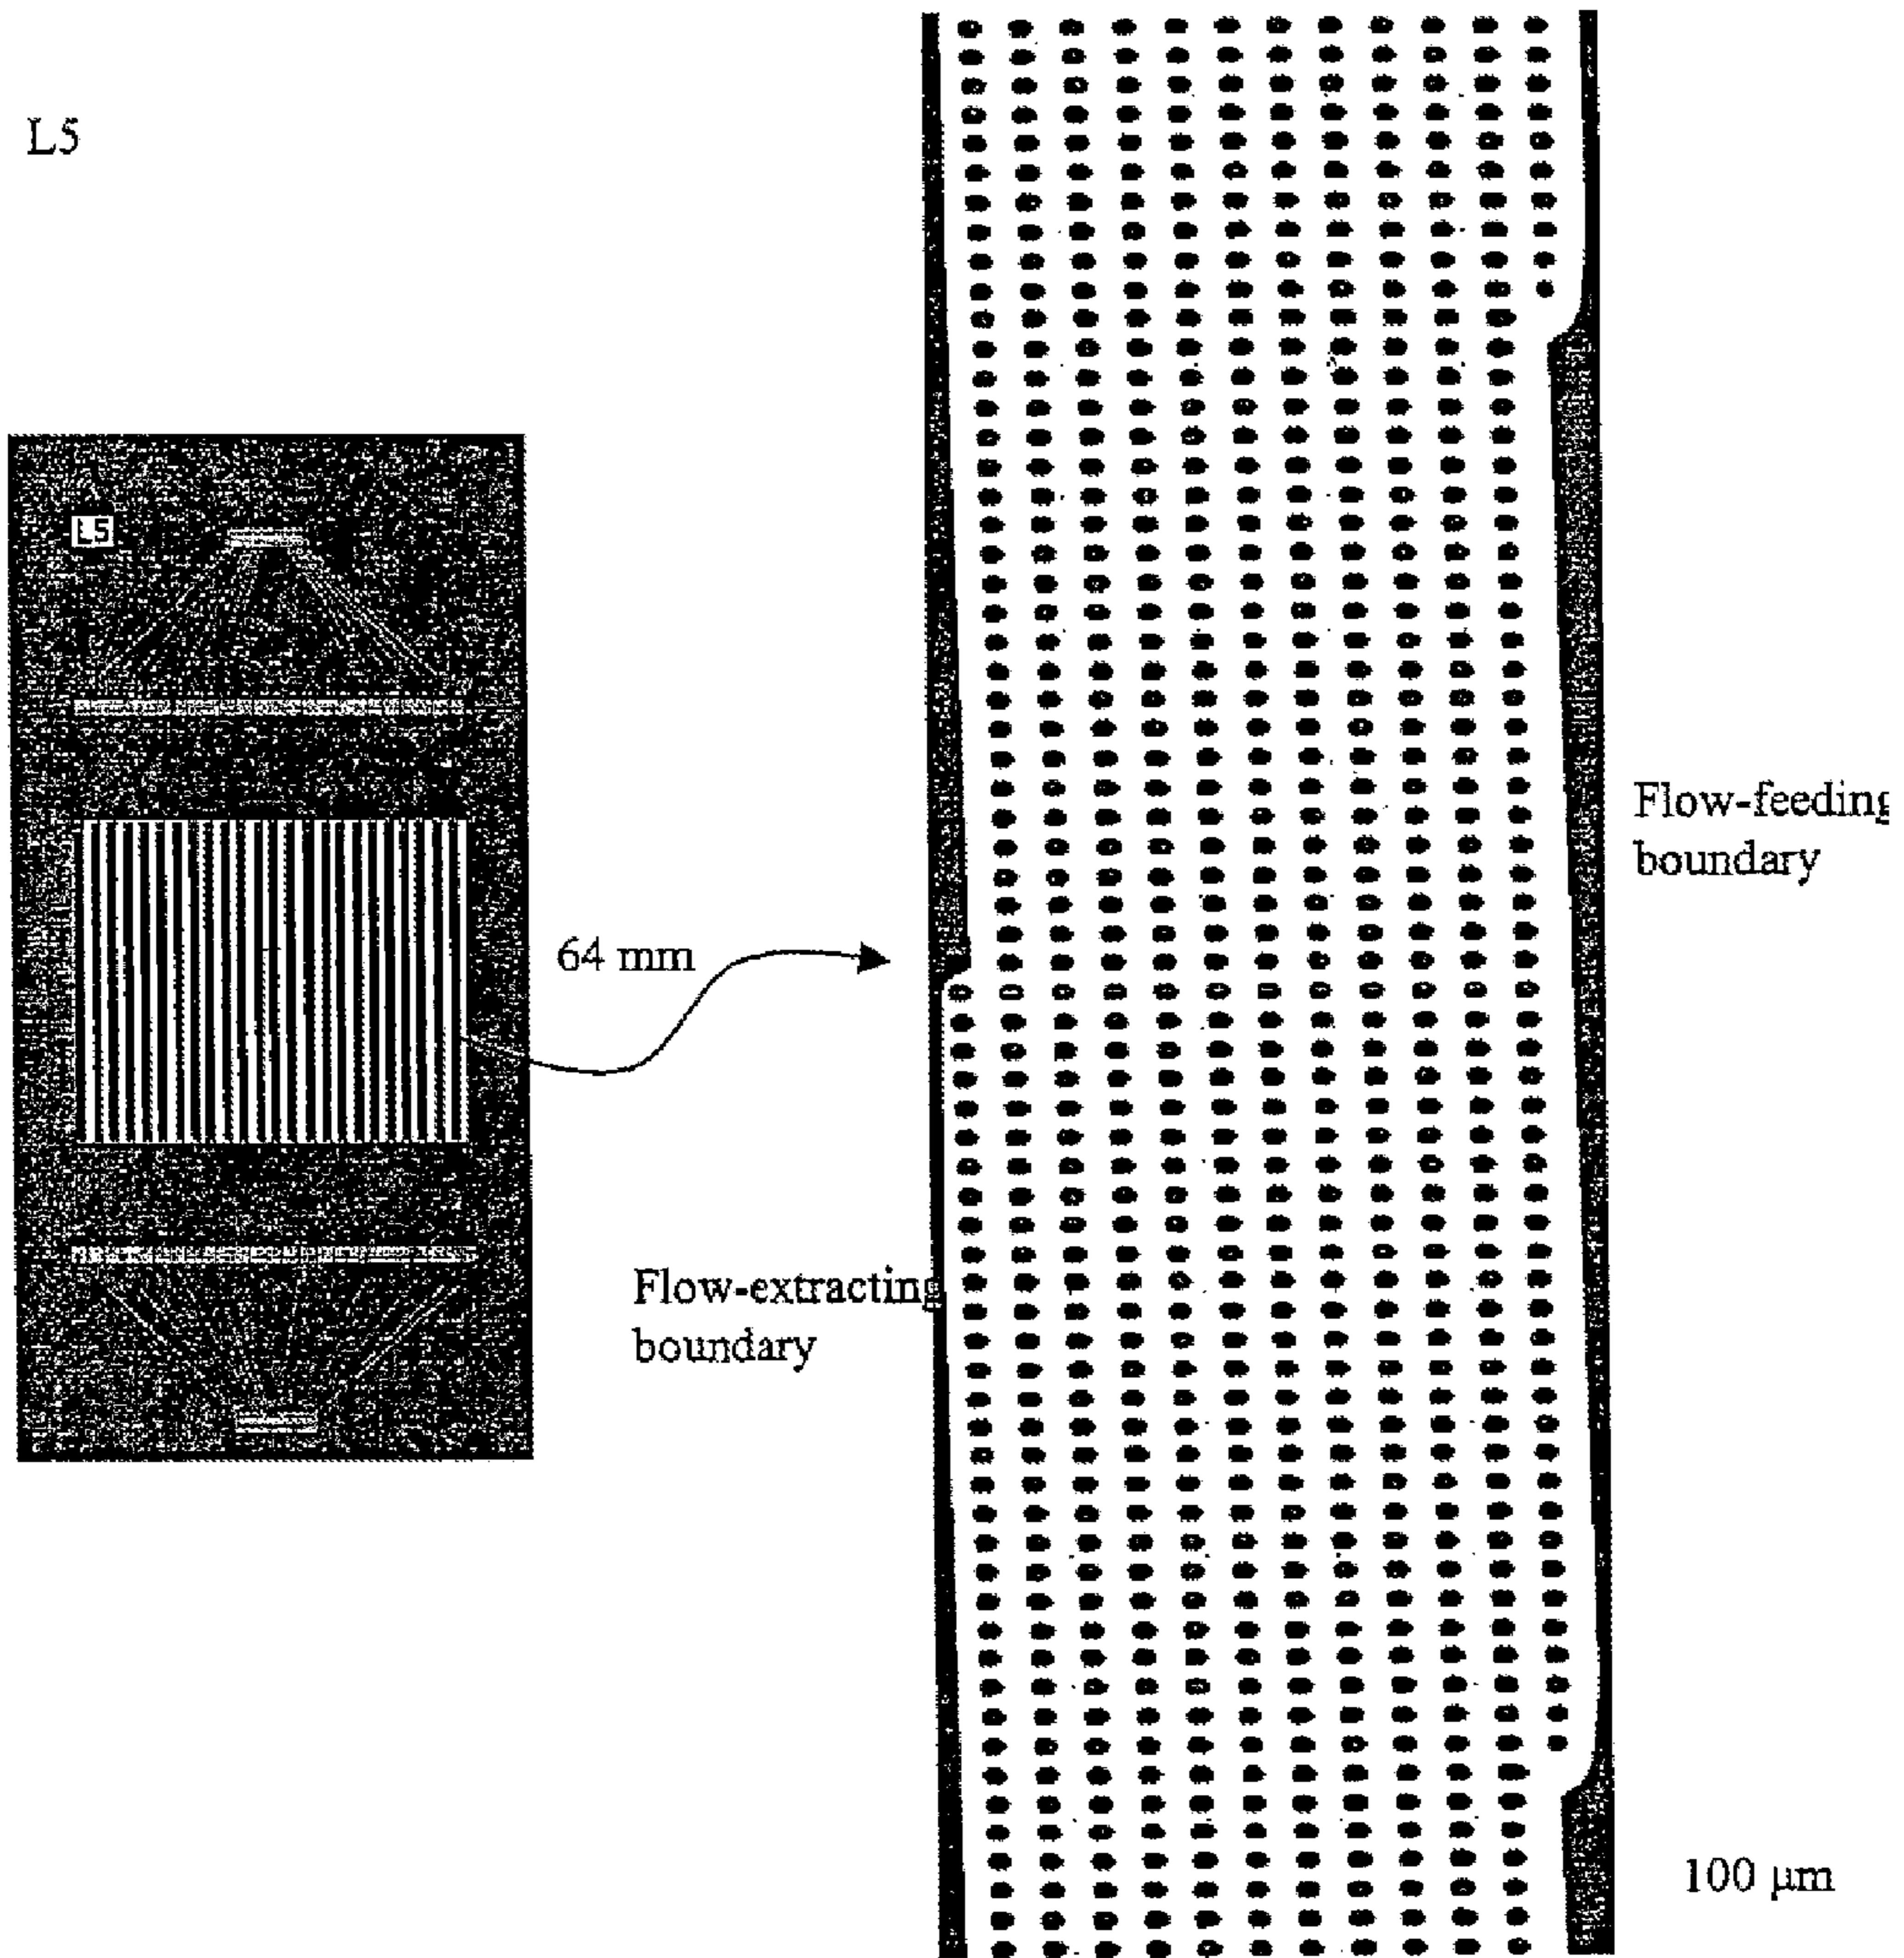 L5
L5
64 mm
Flow-feeding
boundary
Flow-extracting
boundary
100 µm